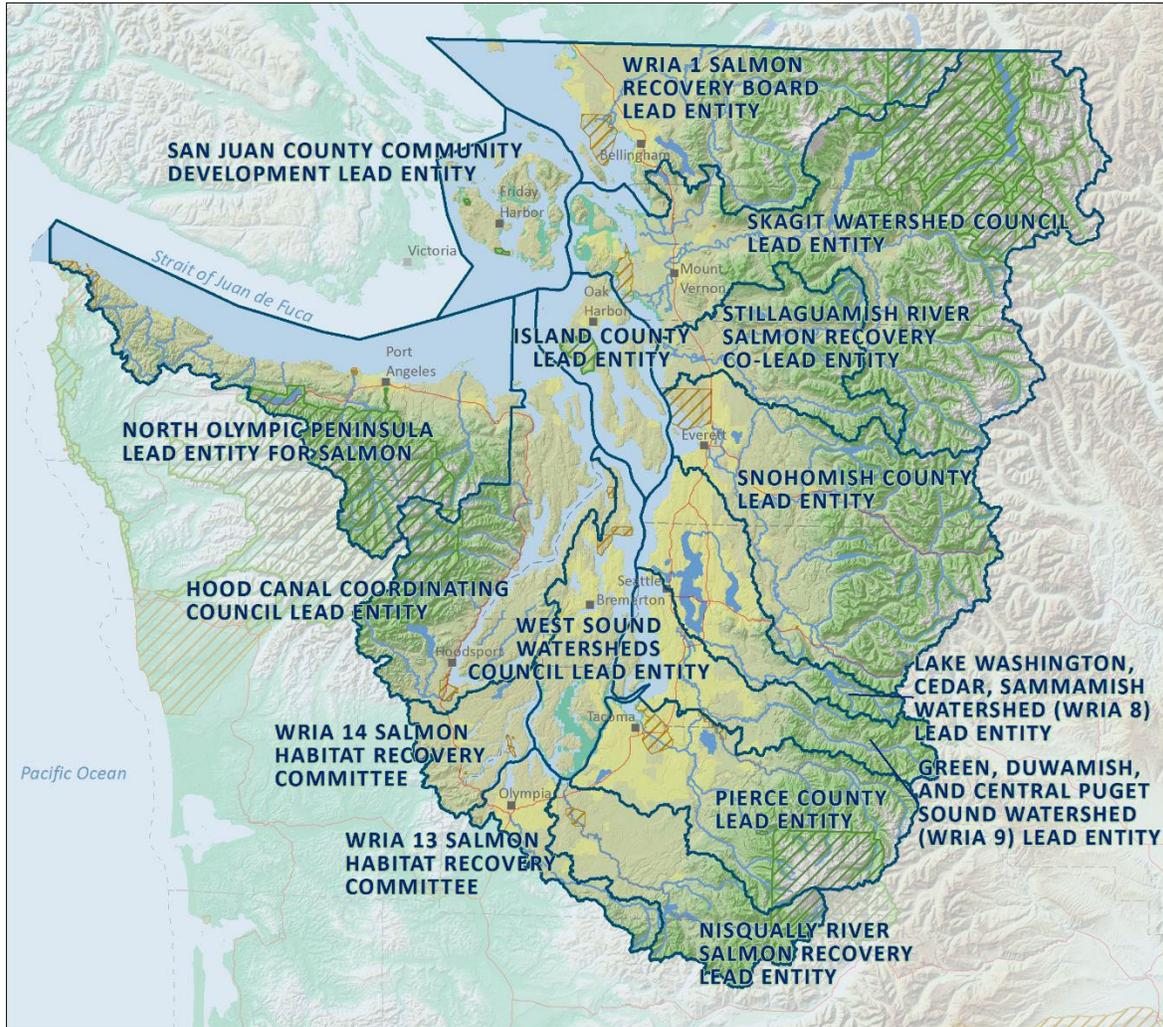 WRIA 1 SALMON
RECOVERY BOARD
LEAD ENTITY
Bellingham
SAN JUAN COUNTY COMMUNITY
DEVELOPMENT LEAD ENTITY
Friday
Harbor
SKAGIT WATERSHED COUNCIL
LEAD ENTITY
Victoria
Strait of Juan de Fuca
Mount
Vernon
Oak
Harbor
STILLAGUAMISH RIVER
SALMON RECOVERY
CO-LEAD ENTITY
ISLAND COUNTY
LEAD ENTITY
Port
Angeles
NORTH OLYMPIC PENINSULA
LEAD ENTITY FOR SALMON
Everett
SNOHOMISH COUNTY
LEAD ENTITY
HOOD CANAL COORDINATING
COUNCIL LEAD ENTITY
Seattle
Bremerton
WEST SOUND
WATERSHEDS
COUNCIL LEAD ENTITY
Hoodsport
LAKE WASHINGTON,
CEDAR, SAMMAMISH
WATERSHED (WRIA 8)
LEAD ENTITY
Tacoma
WRIA 14 SALMON
HABITAT RECOVERY
COMMITTEE
Pacific Ocean
GREEN, DUWAMISH,
AND CENTRAL PUGET
SOUND WATERSHED
(WRIA 9) LEAD ENTITY
Olympia
PIERCE COUNTY
LEAD ENTITY
WRIA 13 SALMON
HABITAT RECOVERY
COMMITTEE
NISQUALLY RIVER
SALMON RECOVERY
LEAD ENTITY